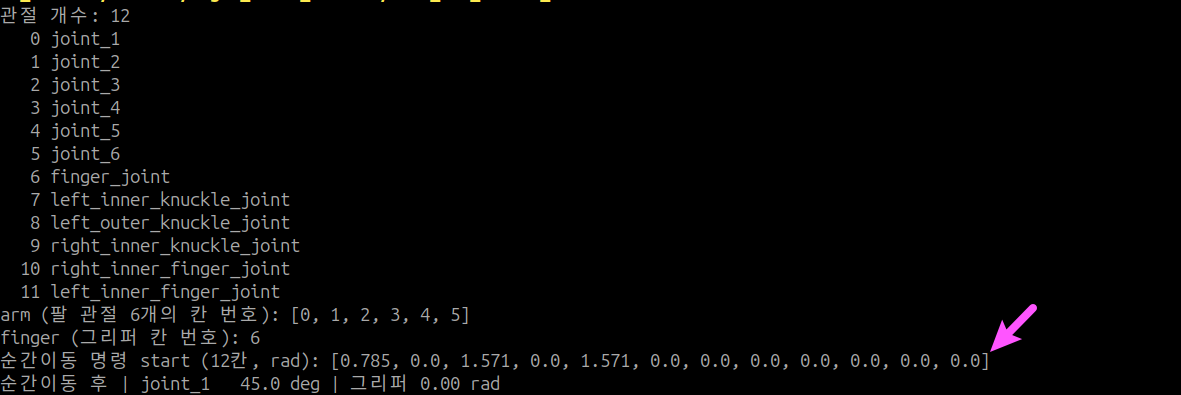 관절 개수: 12
0 joint_1
1 joint_2
2 joint_3
3 joint_4
4 joint_5
5 joint_6
6 finger_joint
7 left_inner_knuckle_joint
8 left_outer_knuckle_joint
9 right_inner_knuckle_joint
10 right_inner_finger_joint
11 left_inner_finger_joint
arm (팔 관절 6개의 칸 번호): [0, 1, 2, 3, 4, 5]
finger (그리퍼 칸 번호): 6
순간이동 명령 start (12칸, rad): [0.785, 0.0, 1.571, 0.0, 1.571, 0.0, 0.0, 0.0, 0.0, 0.0, 0.0, 0.0]
순간이동 후 | joint_1 45.0 deg | 그리퍼 0.00 rad